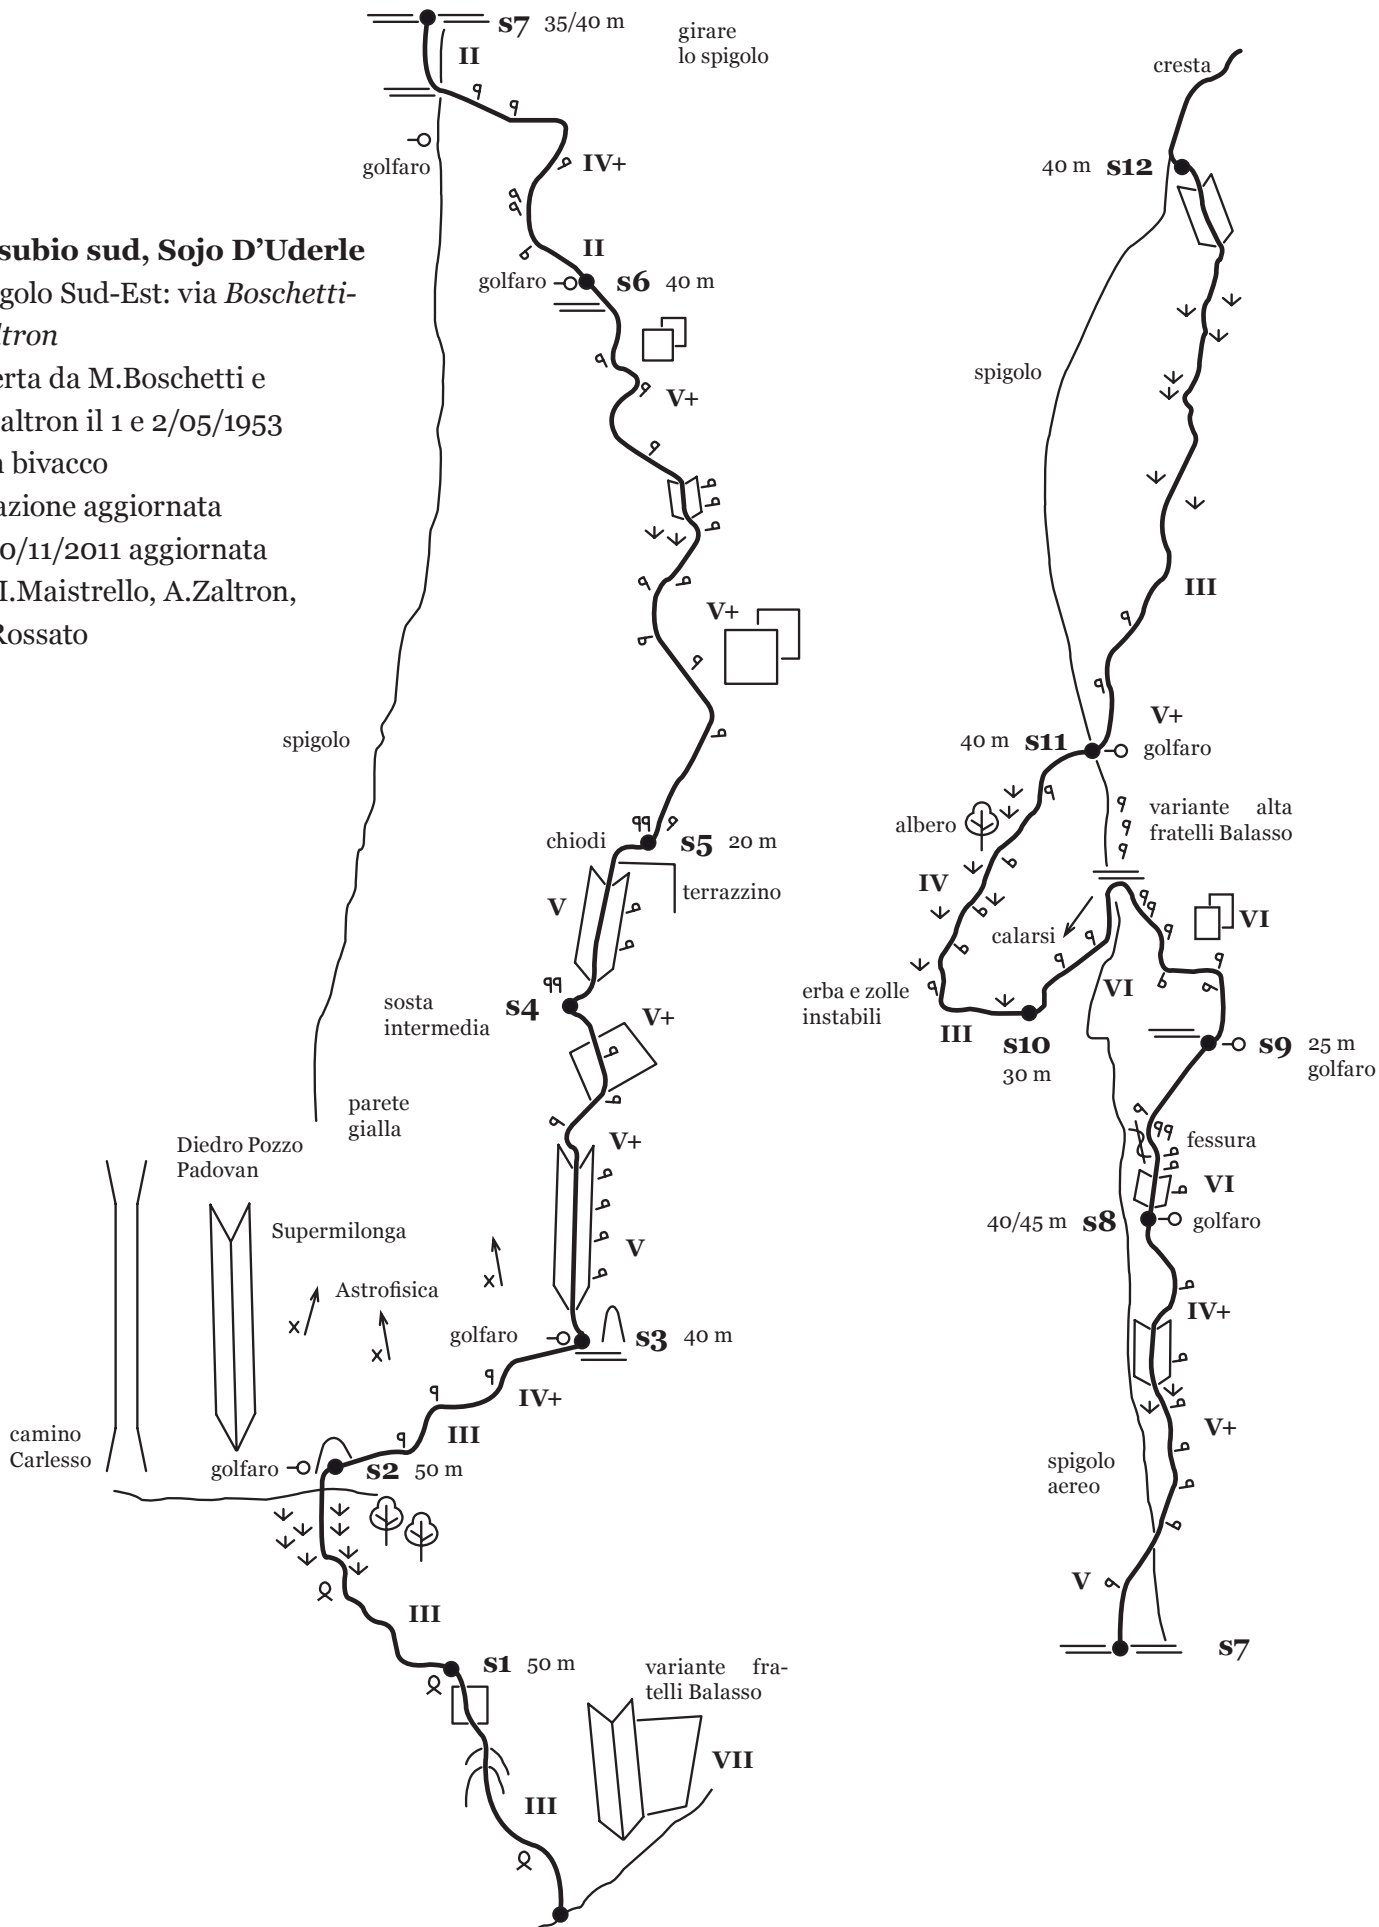 s7 35/40 m
girare
lo spigolo
II
golfaro
IV+
II
golfaro
s6 40 m
subio sud, Sojo D'Uderle
golo Sud-Est: via Boschetti-
tron
erta da M.Boschetti e
altron il 1 e 2/05/1953
bivacco
azione aggiornata
0/11/2011 aggiornata
I.Maistrello, A.Zaltron,
Rossato
V+
V+
spigolo
chiodi
s5 20 m
terrazzino
V
sosta
intermedia
s4
V+
parete
gialla
V+
Diedro Pozzo
Padovan
Supermilonga
V
Astrofisica
golfaro
s3 40 m
IV+
III
camino
Carlesso
golfaro
s2 50 m
III
s1 50 m
variante fra-
telli Balasso
VII
III
cresta
40 m s12
spigolo
III
V+
40 m s11
golfaro
variante alta
fratelli Balasso
albero
IV
VI
calarsi
VI
erba e zolle
instabili
III
s10
30 m
s9 25 m
golfaro
fessura
VI
40/45 m s8
golfaro
IV+
V+
spigolo
aereo
V
s7